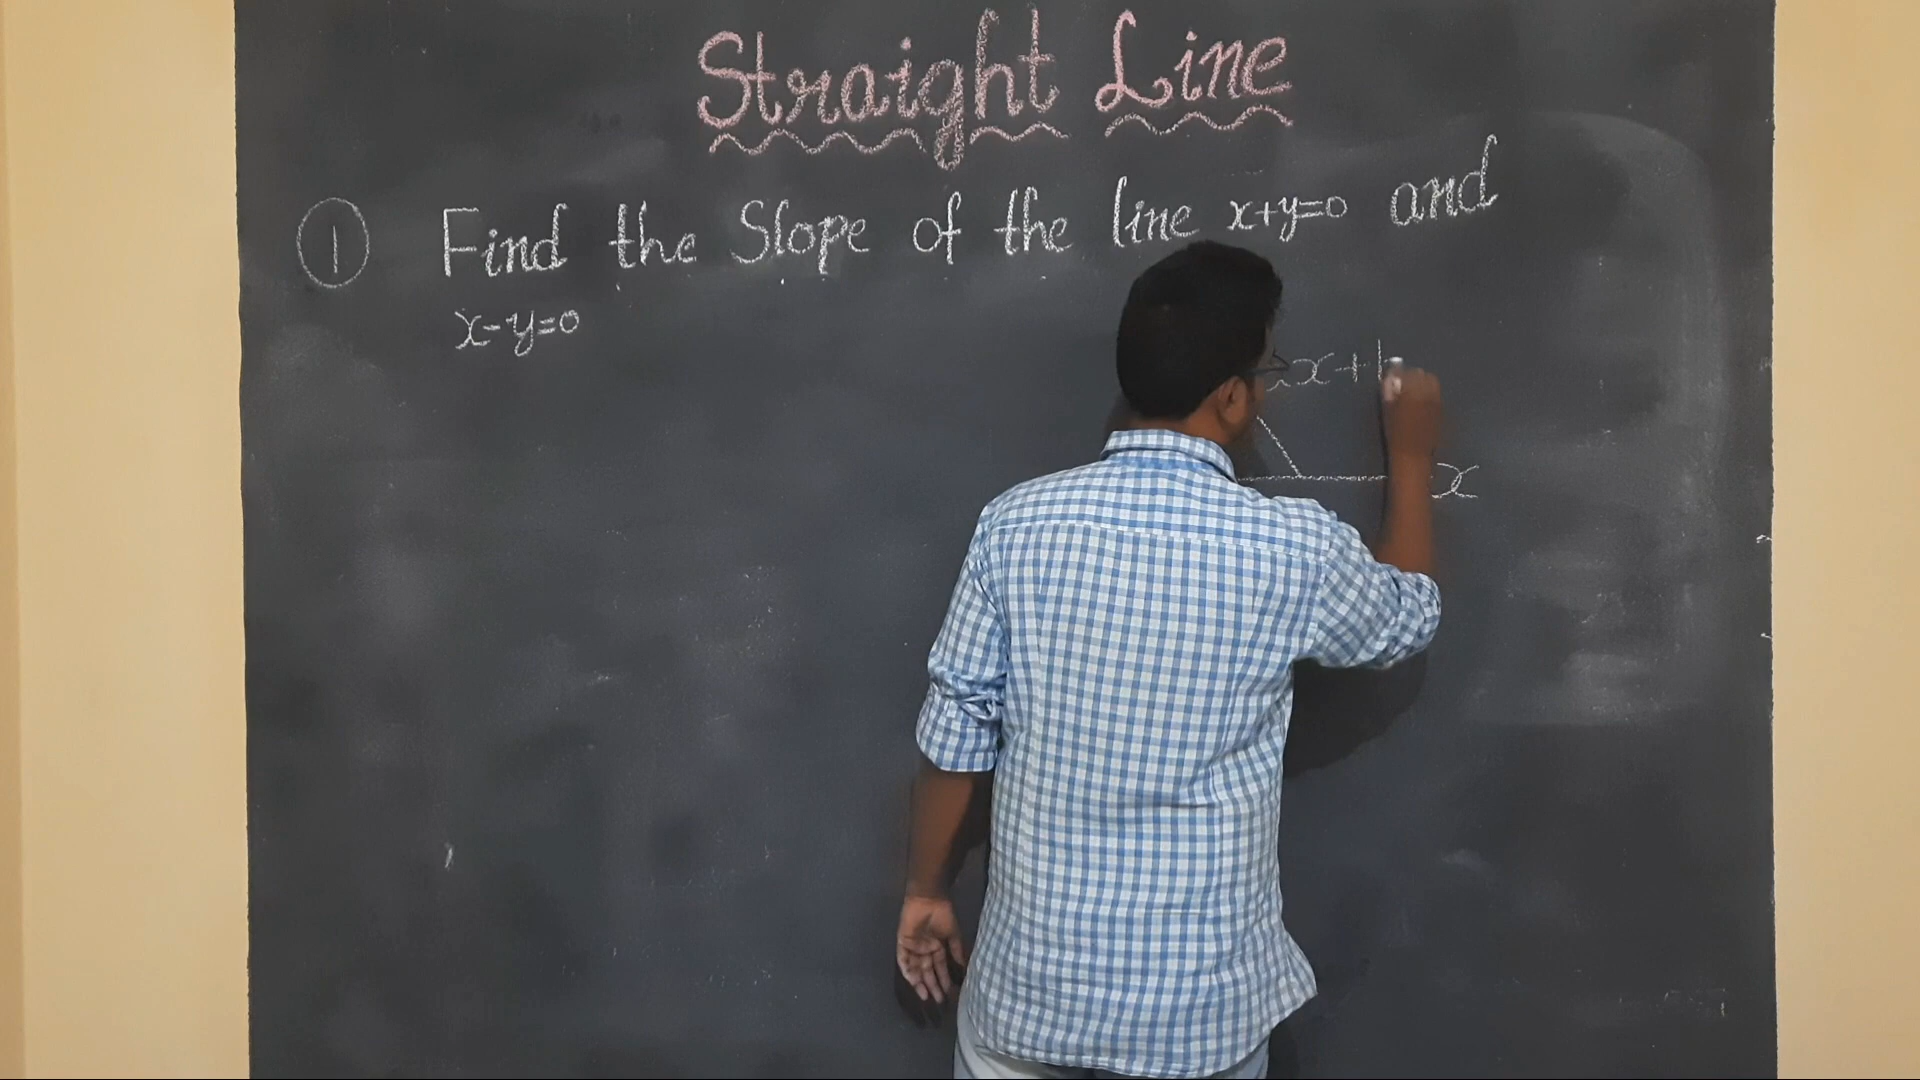 Straight Line
① Find the Slope of the line x+y=0 and
x-y=0
x+
x